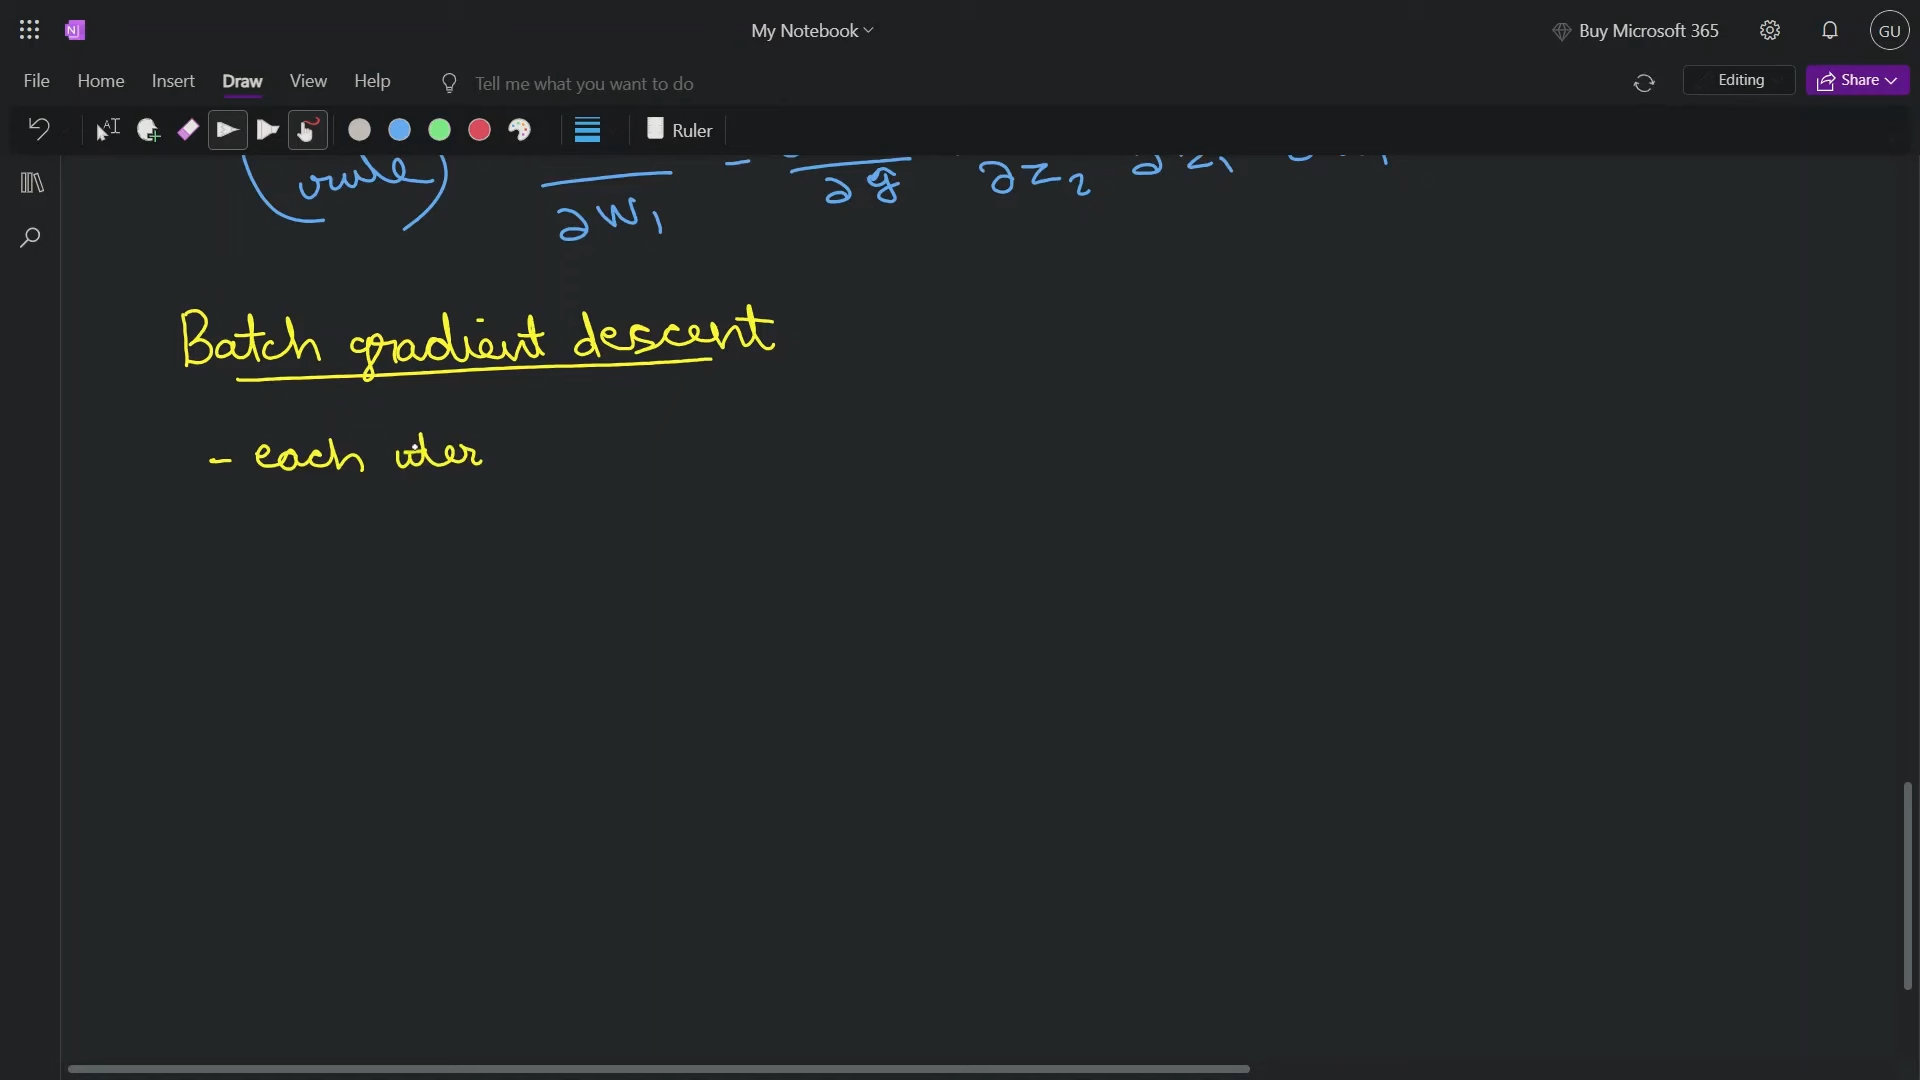 My Notebook
Buy Microsoft 365
GU
File Home Insert Draw View Help Tell me what you want to do
Editing Share
Ruler
(rule) ∂W₁ = ∂ŷ ∂z₂ ∂z₁
Batch gradient descent
- each iter